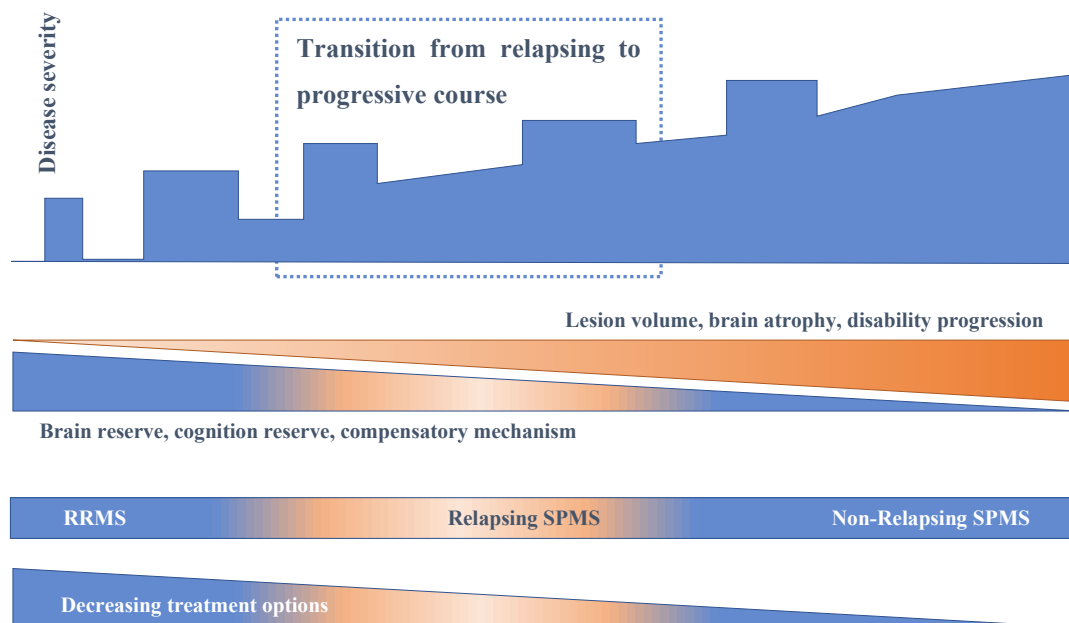 Disease severity
Transition from relapsing to
progressive course
Lesion volume, brain atrophy, disability progression
Brain reserve, cognition reserve, compensatory mechanism
RRMS
Relapsing SPMS
Non-Relapsing SPMS
Decreasing treatment options